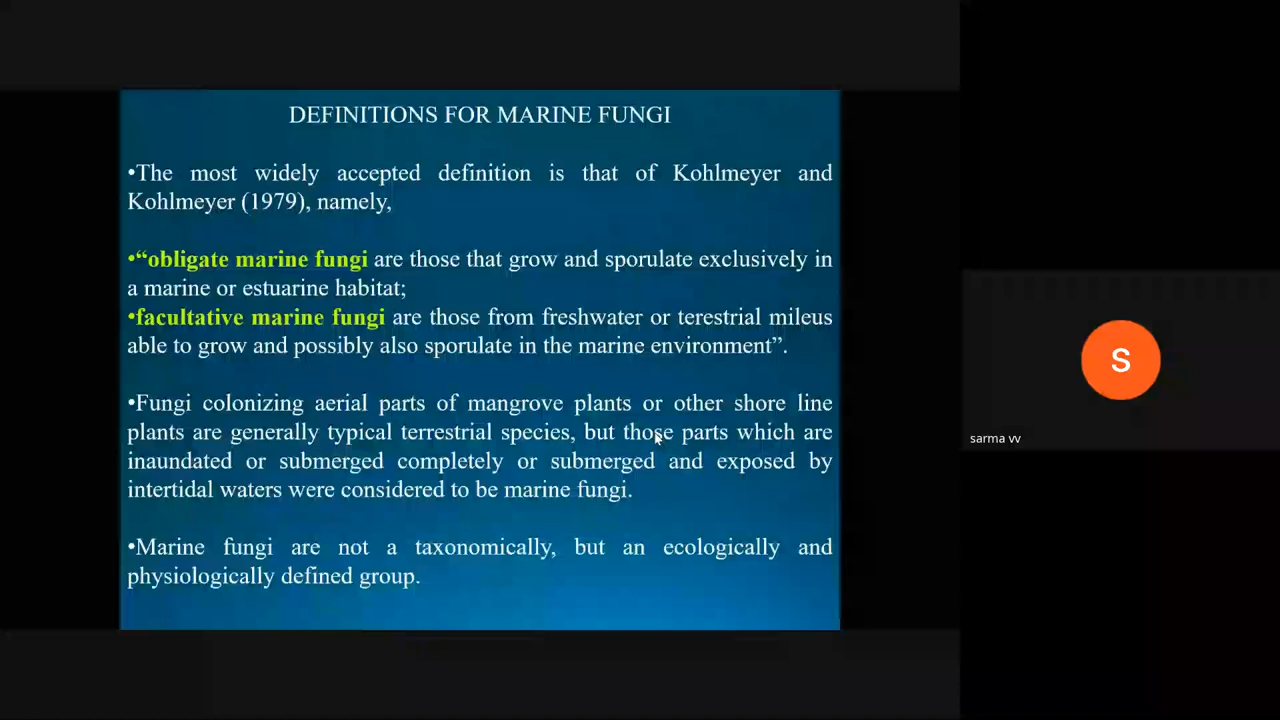 DEFINITIONS FOR MARINE FUNGI
•The most widely accepted definition is that of Kohlmeyer and
Kohlmeyer (1979), namely,
•“obligate marine fungi are those that grow and sporulate exclusively in
a marine or estuarine habitat;
•facultative marine fungi are those from freshwater or terestrial mileus
able to grow and possibly also sporulate in the marine environment”.
•Fungi colonizing aerial parts of mangrove plants or other shore line
plants are generally typical terrestrial species, but those parts which are
inaundated or submerged completely or submerged and exposed by
intertidal waters were considered to be marine fungi.
•Marine fungi are not a taxonomically, but an ecologically and
physiologically defined group.
S
sarma vv